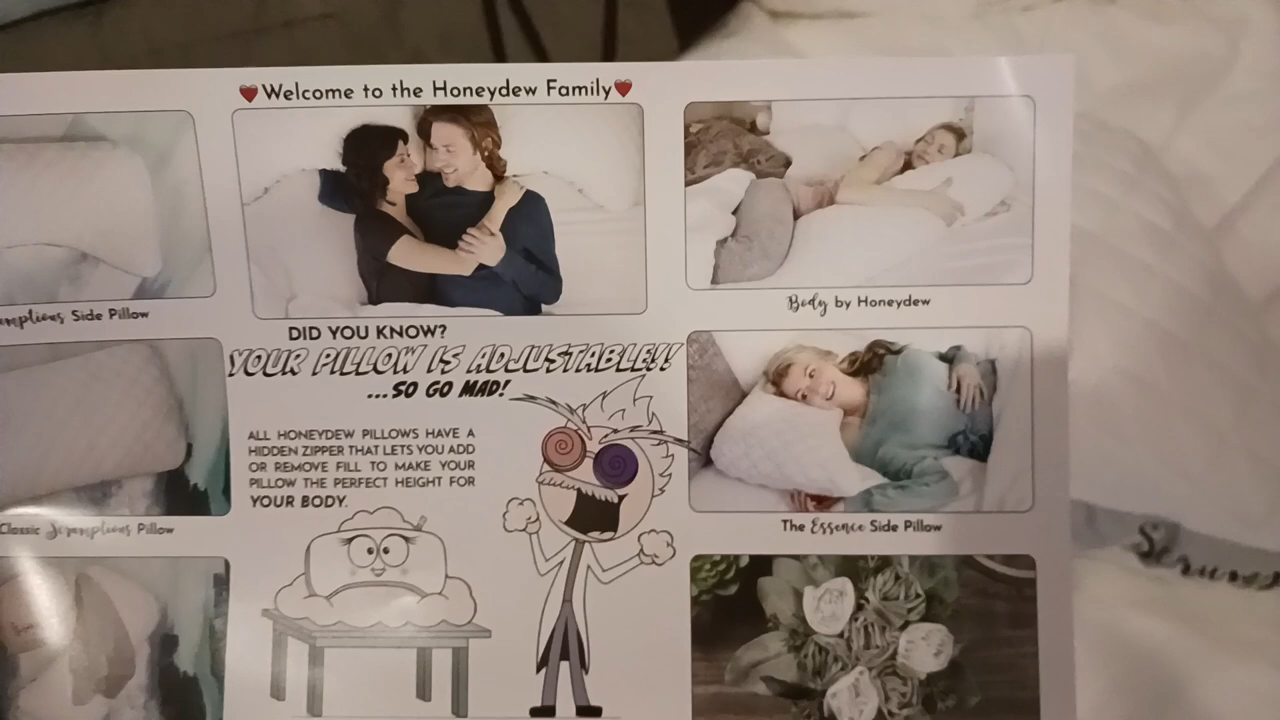 Welcome to the Honeydew Family
Side Pillow
Body by Honeydew
DID YOU KNOW?
YOUR PILLOW IS ADJUSTABLE!!
...SO GO MAD!
ALL HONEYDEW PILLOWS HAVE A
HIDDEN ZIPPER THAT LETS YOU ADD
OR REMOVE FILL TO MAKE YOUR
PILLOW THE PERFECT HEIGHT FOR
YOUR BODY.
Classic Scrumptious Pillow
The Essence Side Pillow